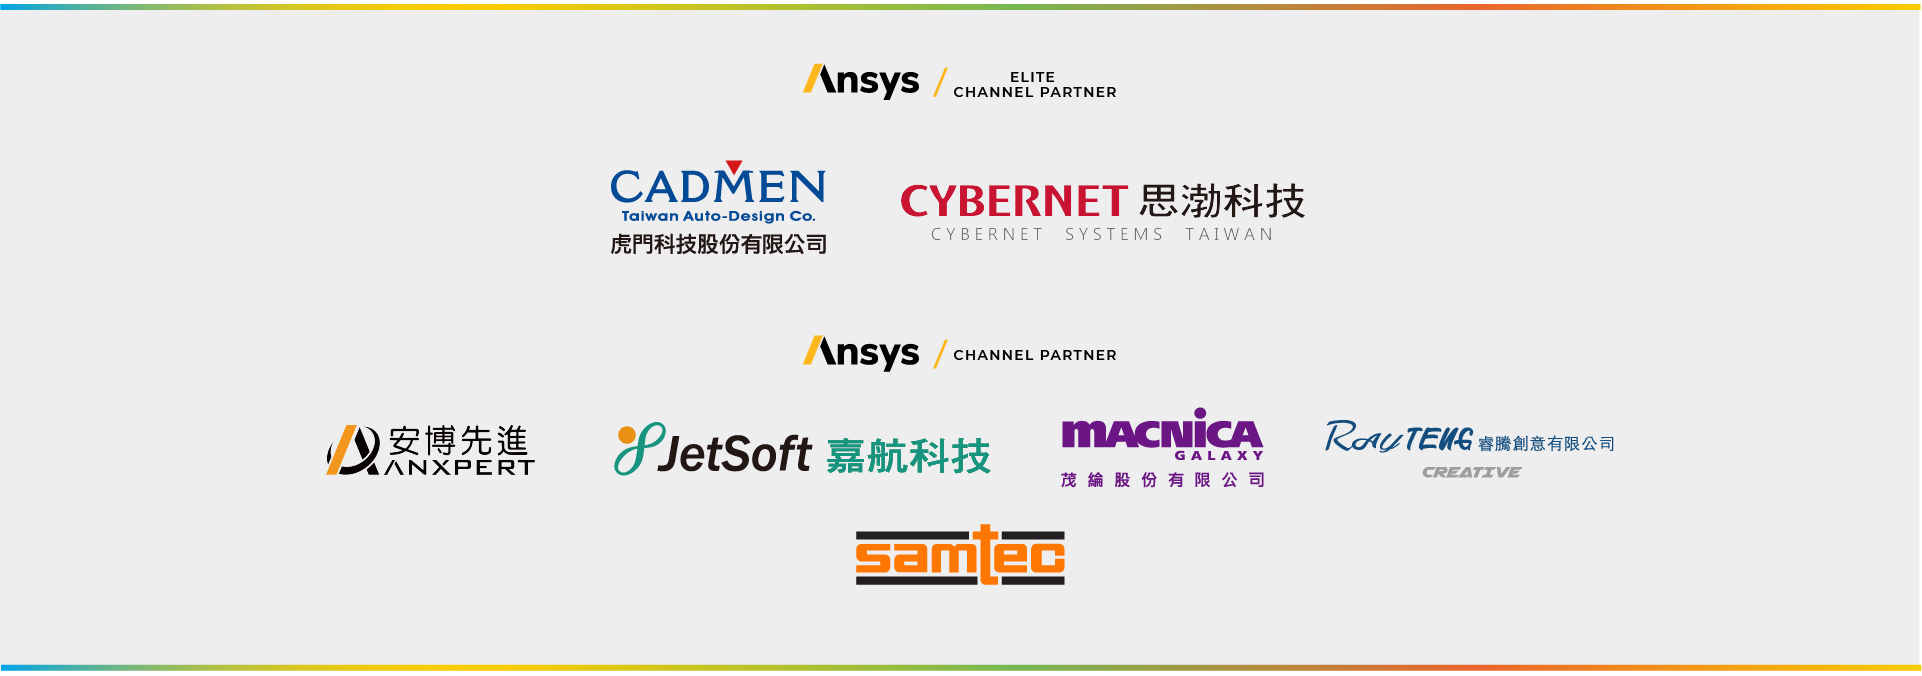 Ansys / ELITE
CHANNEL PARTNER
CADMEN
Taiwan Auto-Design Co.
虎門科技股份有限公司
CYBERNET 思渤科技
CYBERNET SYSTEMS TAIWAN
Ansys / CHANNEL PARTNER
安博先進
ANXPERT
JetSoft 嘉航科技
MACNICA
GALAXY
茂綸股份有限公司
RAYTENG 睿騰創意有限公司
CREATIVE
samtec